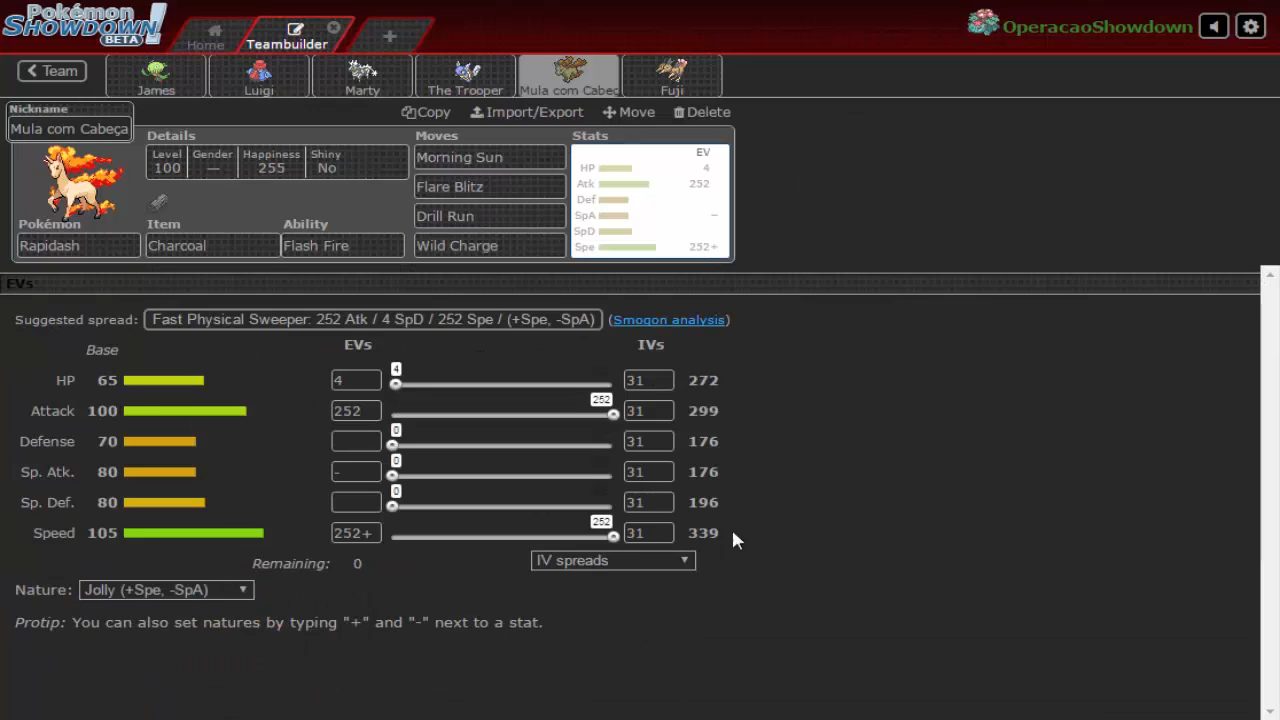 Pokémon
SHOWDOWN!
BETA
Home
Teambuilder
+
OperacaoShowdown
< Team
James
Luigi
Marty
The Trooper
Mula com Cabeç
Fuji
Nickname
Mula com Cabeça
Copy
Import/Export
Move
Delete
Details
Level
100
Gender
—
Happiness
255
Shiny
No
Pokémon
Rapidash
Item
Charcoal
Ability
Flash Fire
Moves
Morning Sun
Flare Blitz
Drill Run
Wild Charge
Stats
EV
HP 4
Atk 252
Def
SpA –
SpD
Spe 252+
EVs
Suggested spread: Fast Physical Sweeper: 252 Atk / 4 SpD / 252 Spe / (+Spe, -SpA) (Smogon analysis)
Base EVs IVs
HP 65 4 4 31 272
Attack 100 252 252 31 299
Defense 70 0 31 176
Sp. Atk. 80 - 0 31 176
Sp. Def. 80 0 31 196
Speed 105 252+ 252 31 339
Remaining: 0 IV spreads
Nature: Jolly (+Spe, -SpA)
Protip: You can also set natures by typing "+" and "-" next to a stat.